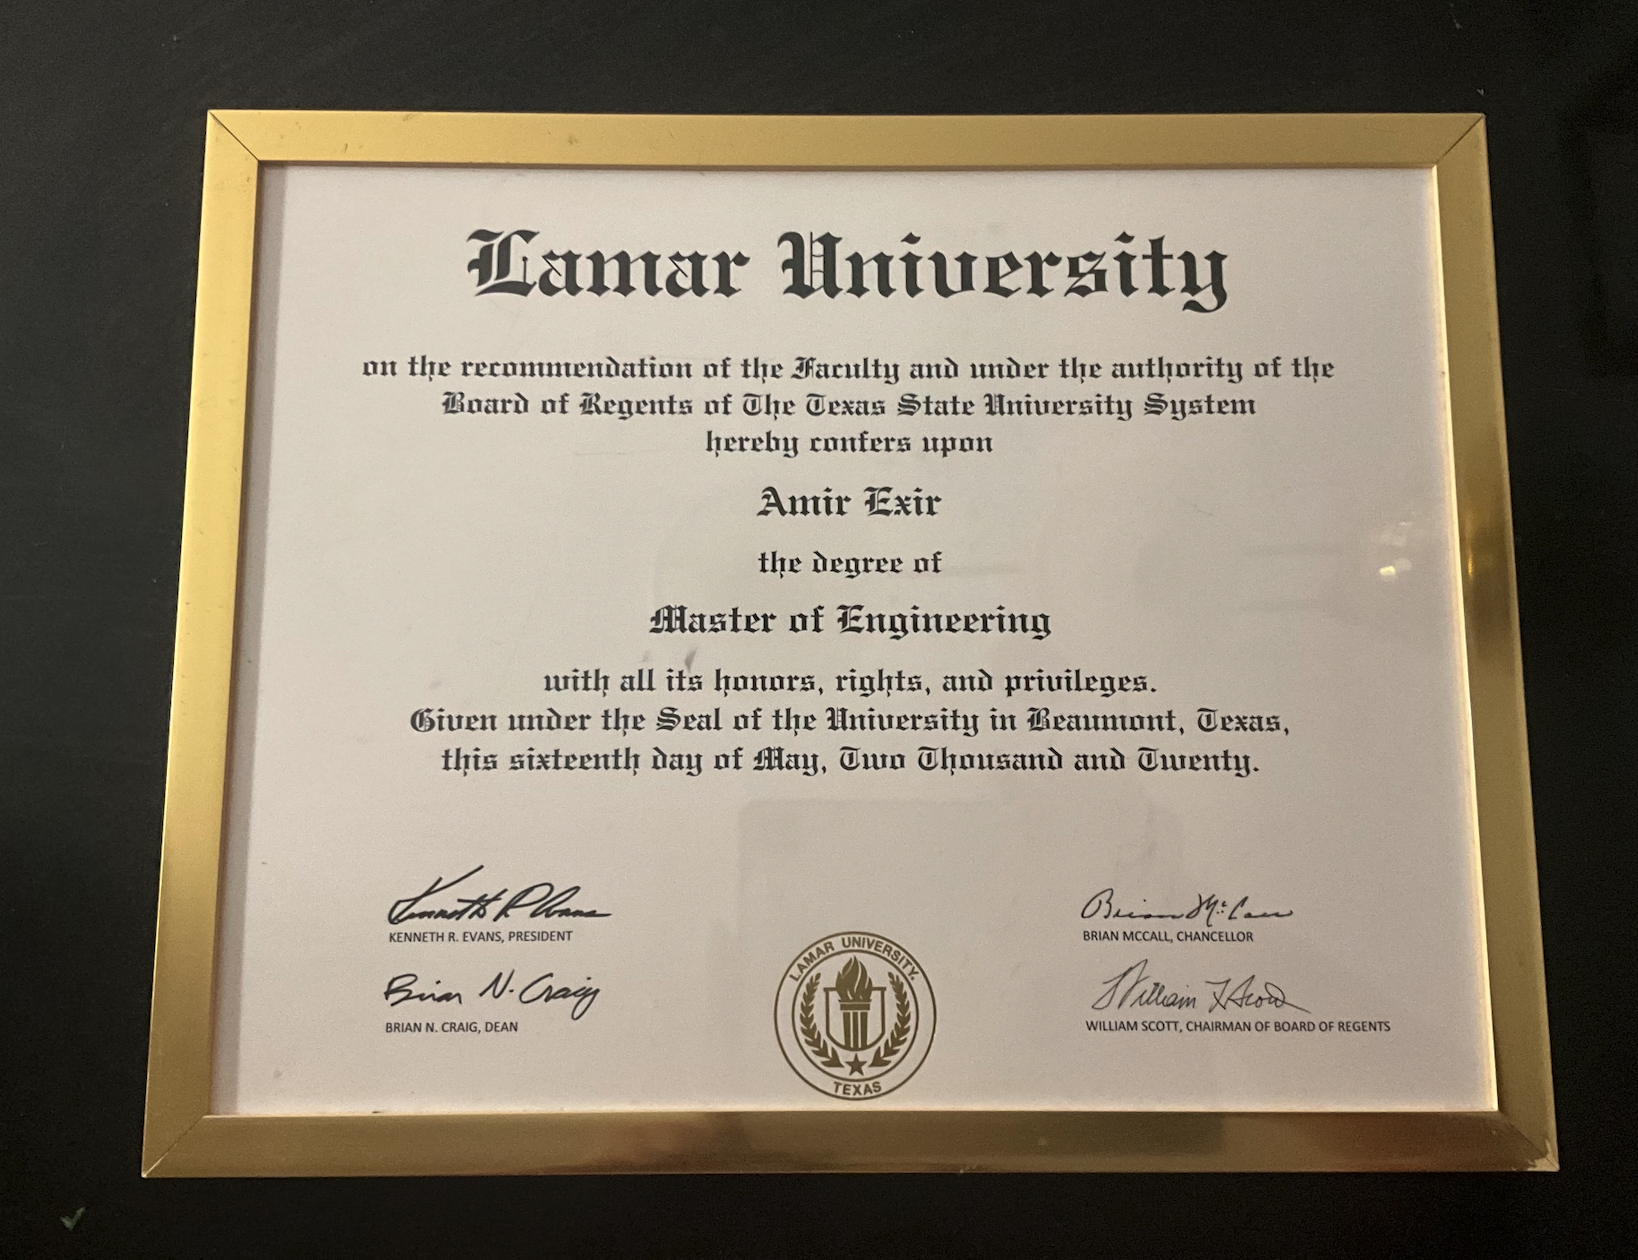 Lamar University
on the recommendation of the Faculty and under the authority of the
Board of Regents of The Texas State University System
hereby confers upon
Amir Exir
the degree of
Master of Engineering
with all its honors, rights, and privileges.
Given under the Seal of the University in Beaumont, Texas,
this sixteenth day of May, Two Thousand and Twenty.
Kenneth R Evans
KENNETH R. EVANS, PRESIDENT
Brian McCall
BRIAN MCCALL, CHANCELLOR
Brian N. Craig
BRIAN N. CRAIG, DEAN
William F Scott
WILLIAM SCOTT, CHAIRMAN OF BOARD OF REGENTS
LAMAR UNIVERSITY.
TEXAS